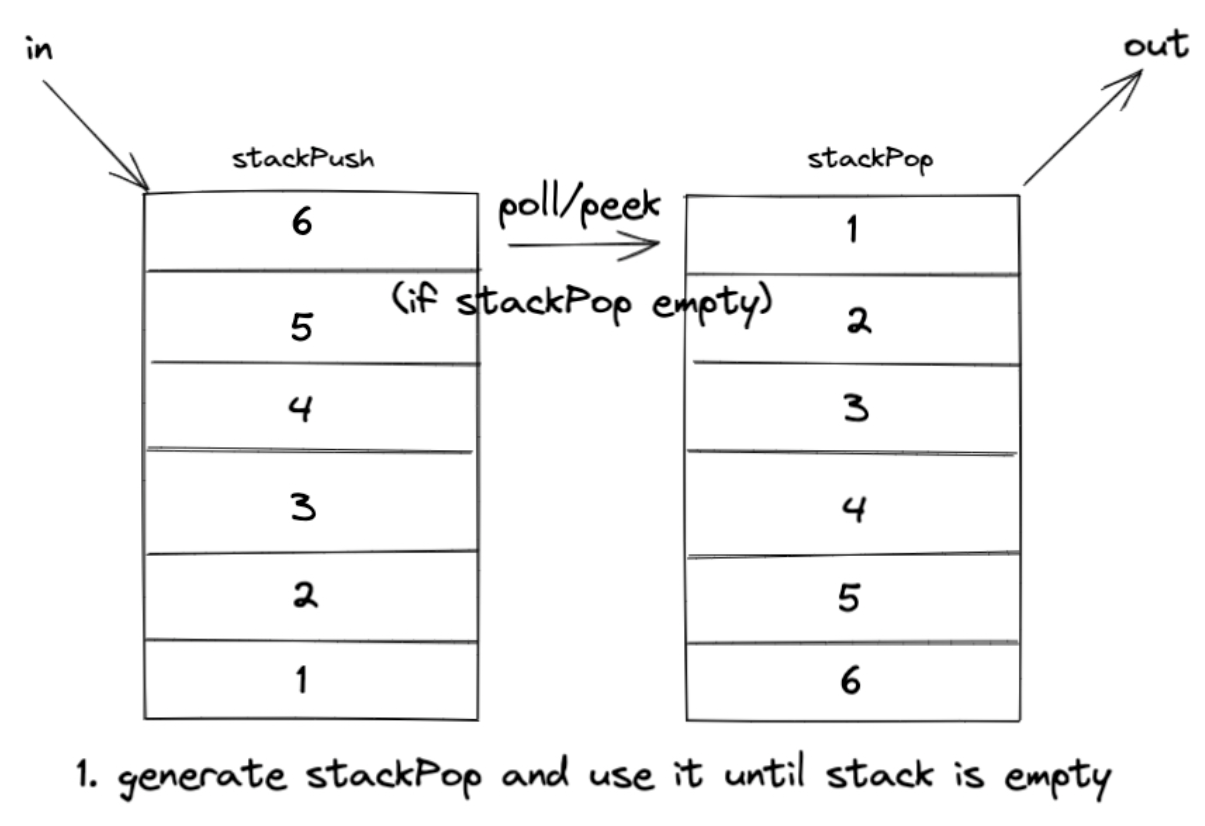 in
out
stackPush
stackPop
6
poll/peek
1
(if stackPop empty)
5
2
4
3
3
4
2
5
1
6
1. generate stackPop and use it until stack is empty